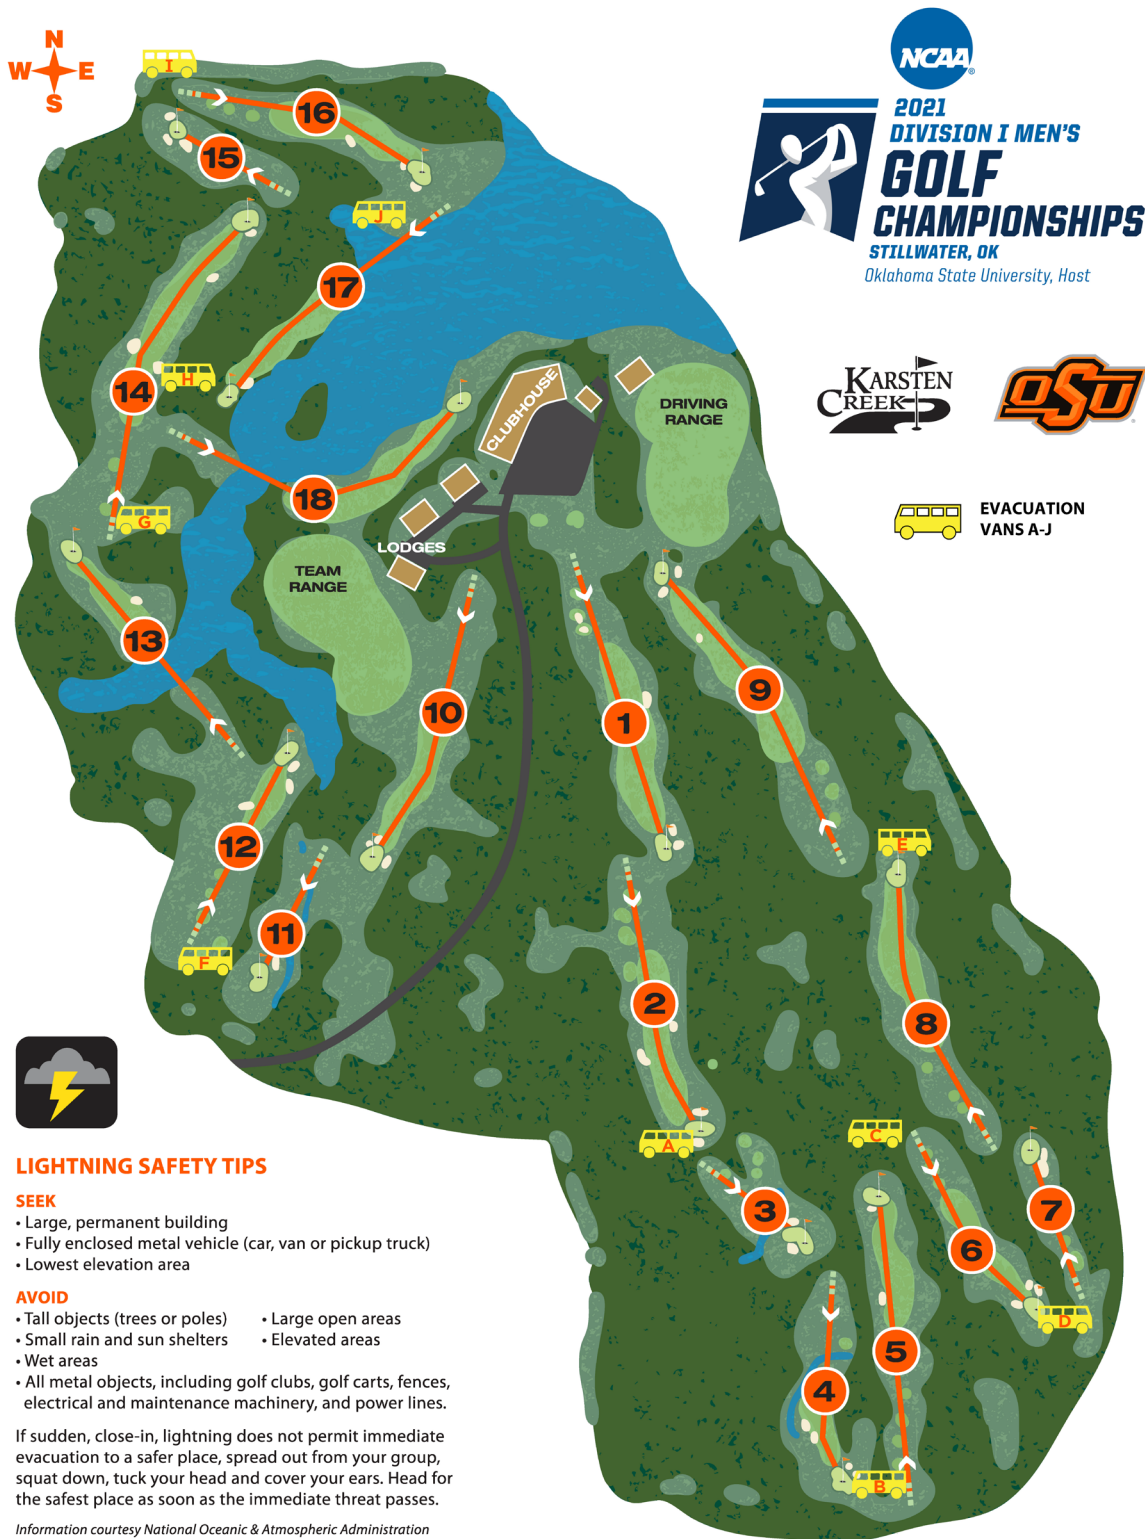 N
W E
S
NCAA
®
2021
DIVISION I MEN'S
GOLF
CHAMPIONSHIPS
STILLWATER, OK
Oklahoma State University, Host
KARSTEN
CREEK
OSU
EVACUATION
VANS A-J
I
16
15
J
17
14
H
18
G
CLUBHOUSE
DRIVING
RANGE
LODGES
TEAM
RANGE
13
10
1
9
12
11
F
E
2
8
A
C
3
7
6
D
5
4
B
LIGHTNING SAFETY TIPS
SEEK
• Large, permanent building
• Fully enclosed metal vehicle (car, van or pickup truck)
• Lowest elevation area
AVOID
• Tall objects (trees or poles) • Large open areas
• Small rain and sun shelters • Elevated areas
• Wet areas
• All metal objects, including golf clubs, golf carts, fences,
electrical and maintenance machinery, and power lines.
If sudden, close-in, lightning does not permit immediate
evacuation to a safer place, spread out from your group,
squat down, tuck your head and cover your ears. Head for
the safest place as soon as the immediate threat passes.
Information courtesy National Oceanic & Atmospheric Administration